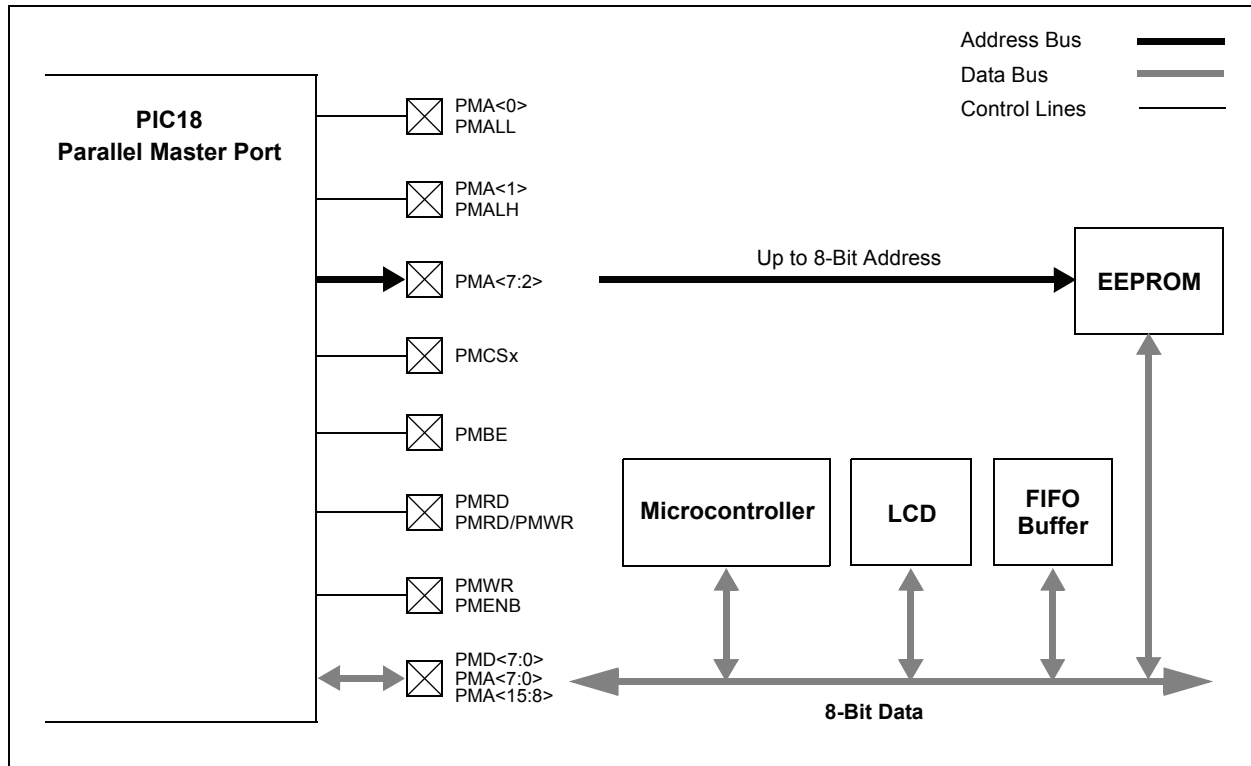 Address Bus
Data Bus
Control Lines
PIC18
Parallel Master Port
PMA<0>
PMALL
PMA<1>
PMALH
PMA<7:2>
Up to 8-Bit Address
EEPROM
PMCSx
PMBE
PMRD
PMRD/PMWR
Microcontroller
LCD
FIFO
Buffer
PMWR
PMENB
PMD<7:0>
PMA<7:0>
PMA<15:8>
8-Bit Data